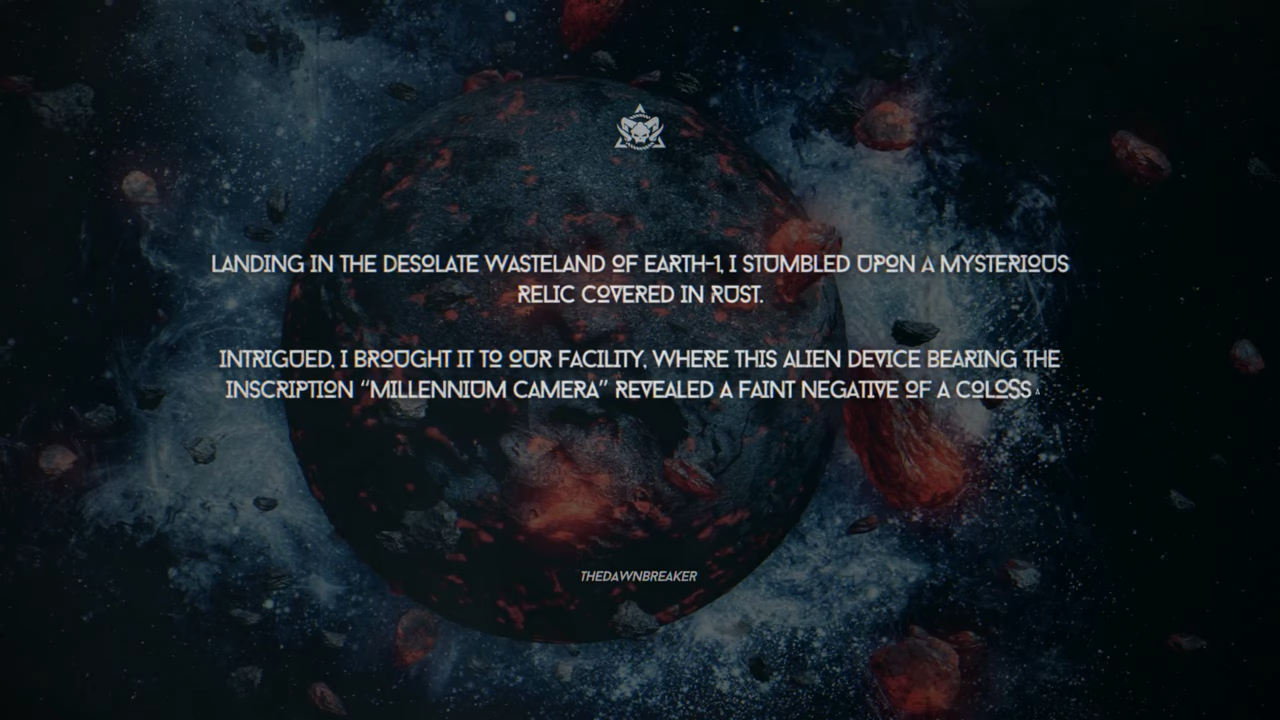 LANDING IN THE DESOLATE WASTELAND OF EARTH-1, I STUMBLED UPON A MYSTERIOUS
RELIC COVERED IN RUST.
INTRIGUED, I BROUGHT IT TO OUR FACILITY, WHERE THIS ALIEN DEVICE BEARING THE
INSCRIPTION “MILLENNIUM CAMERA” REVEALED A FAINT NEGATIVE OF A
THEDAWNBREAKER